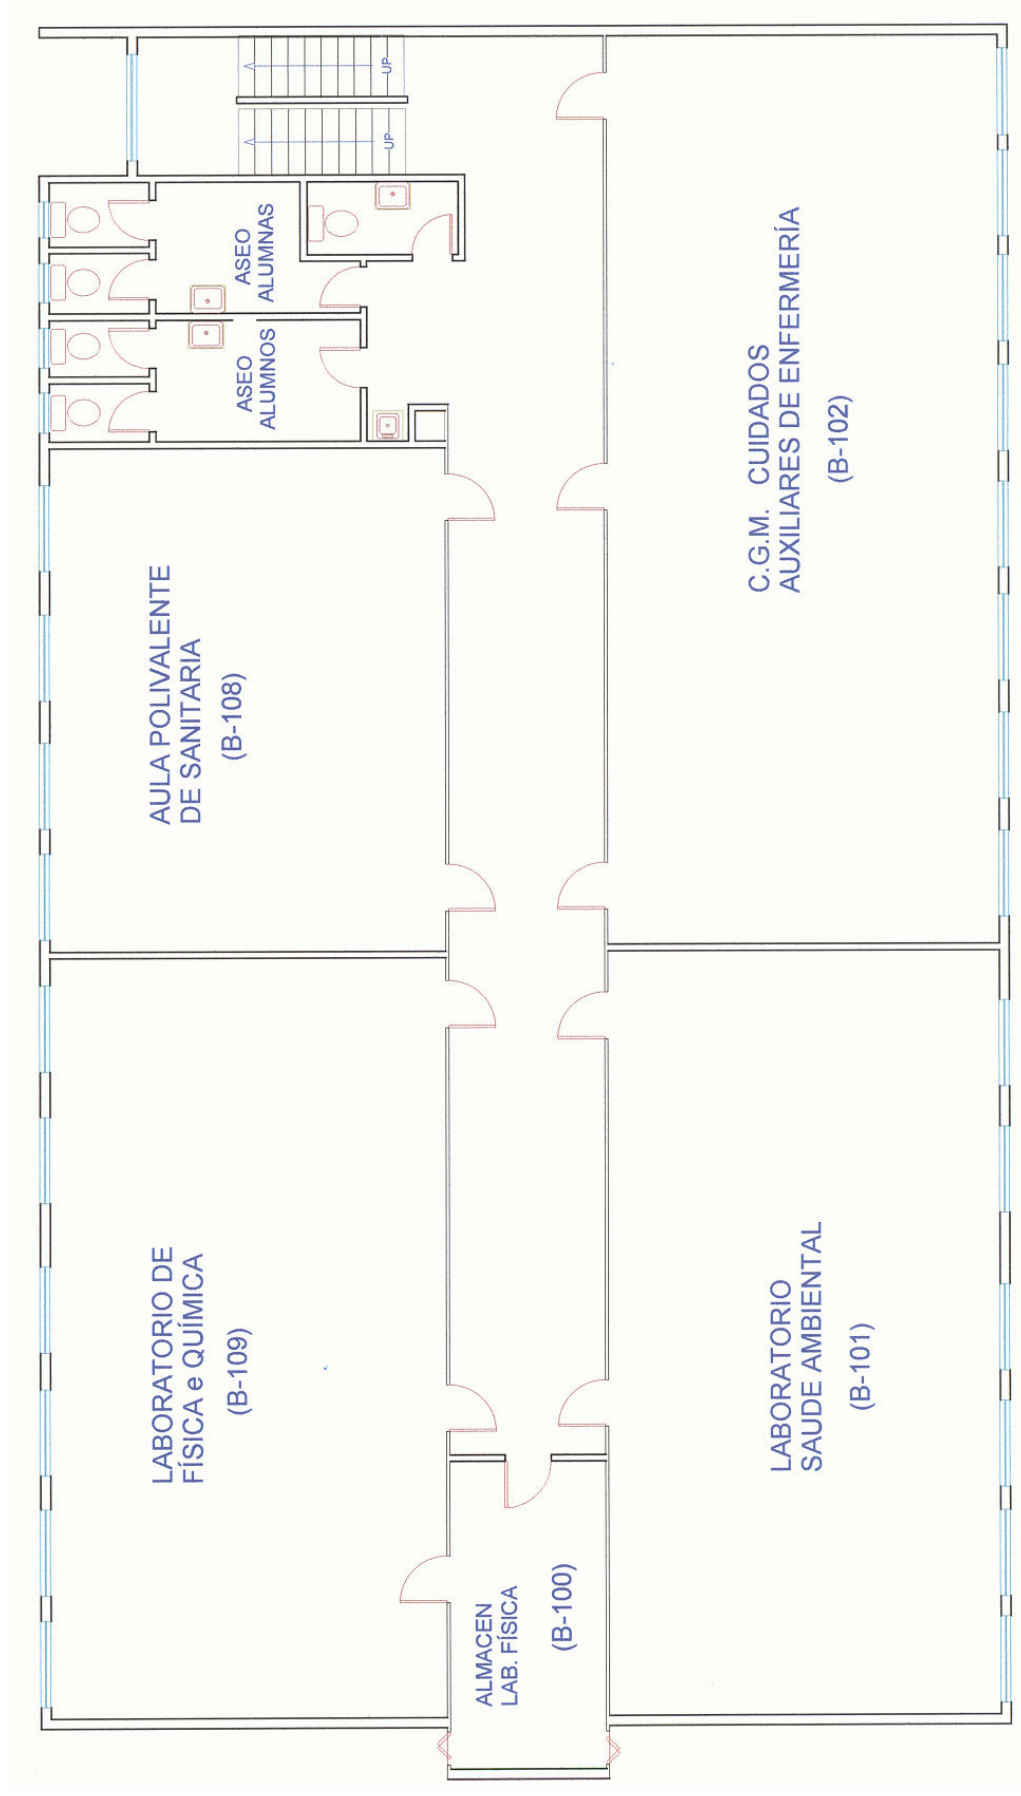 UP
UP
ASEO
ALUMNAS
ASEO
ALUMNOS
C.G.M. CUIDADOS
AUXILIARES DE ENFERMERÍA
(B-102)
AULA POLIVALENTE
DE SANITARIA
(B-108)
LABORATORIO DE
FÍSICA e QUÍMICA
(B-109)
LABORATORIO
SAUDE AMBIENTAL
(B-101)
ALMACEN
LAB. FÍSICA
(B-100)